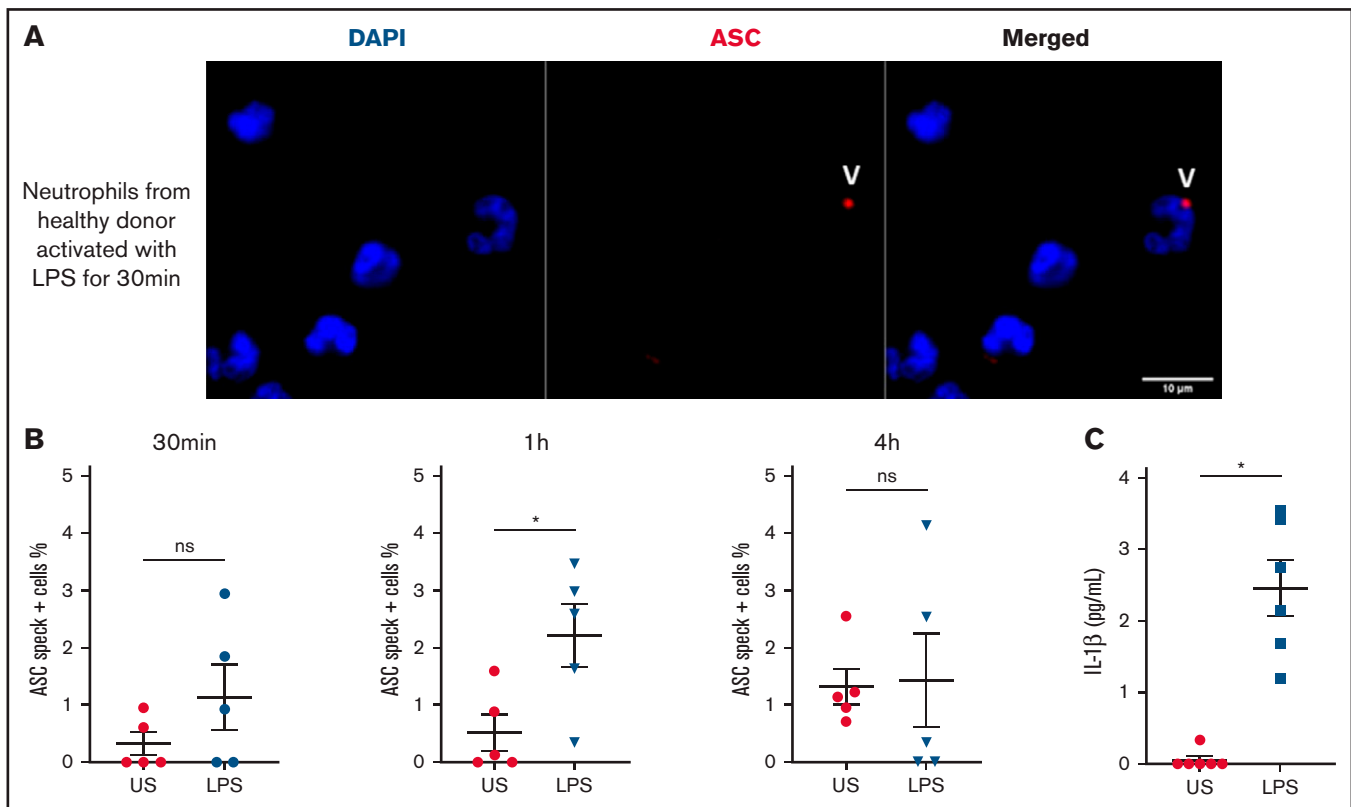 A
DAPI
ASC
Merged
Neutrophils from
healthy donor
activated with
LPS for 30min
V
V
10 µm
B
30min
ASC speck + cells %
5
4
3
2
1
0
ns
US
LPS
1h
ASC speck + cells %
5
4
3
2
1
0
*
US
LPS
4h
ASC speck + cells %
5
4
3
2
1
0
ns
US
LPS
C
IL-1β (pg/mL)
4
3
2
1
0
*
US
LPS